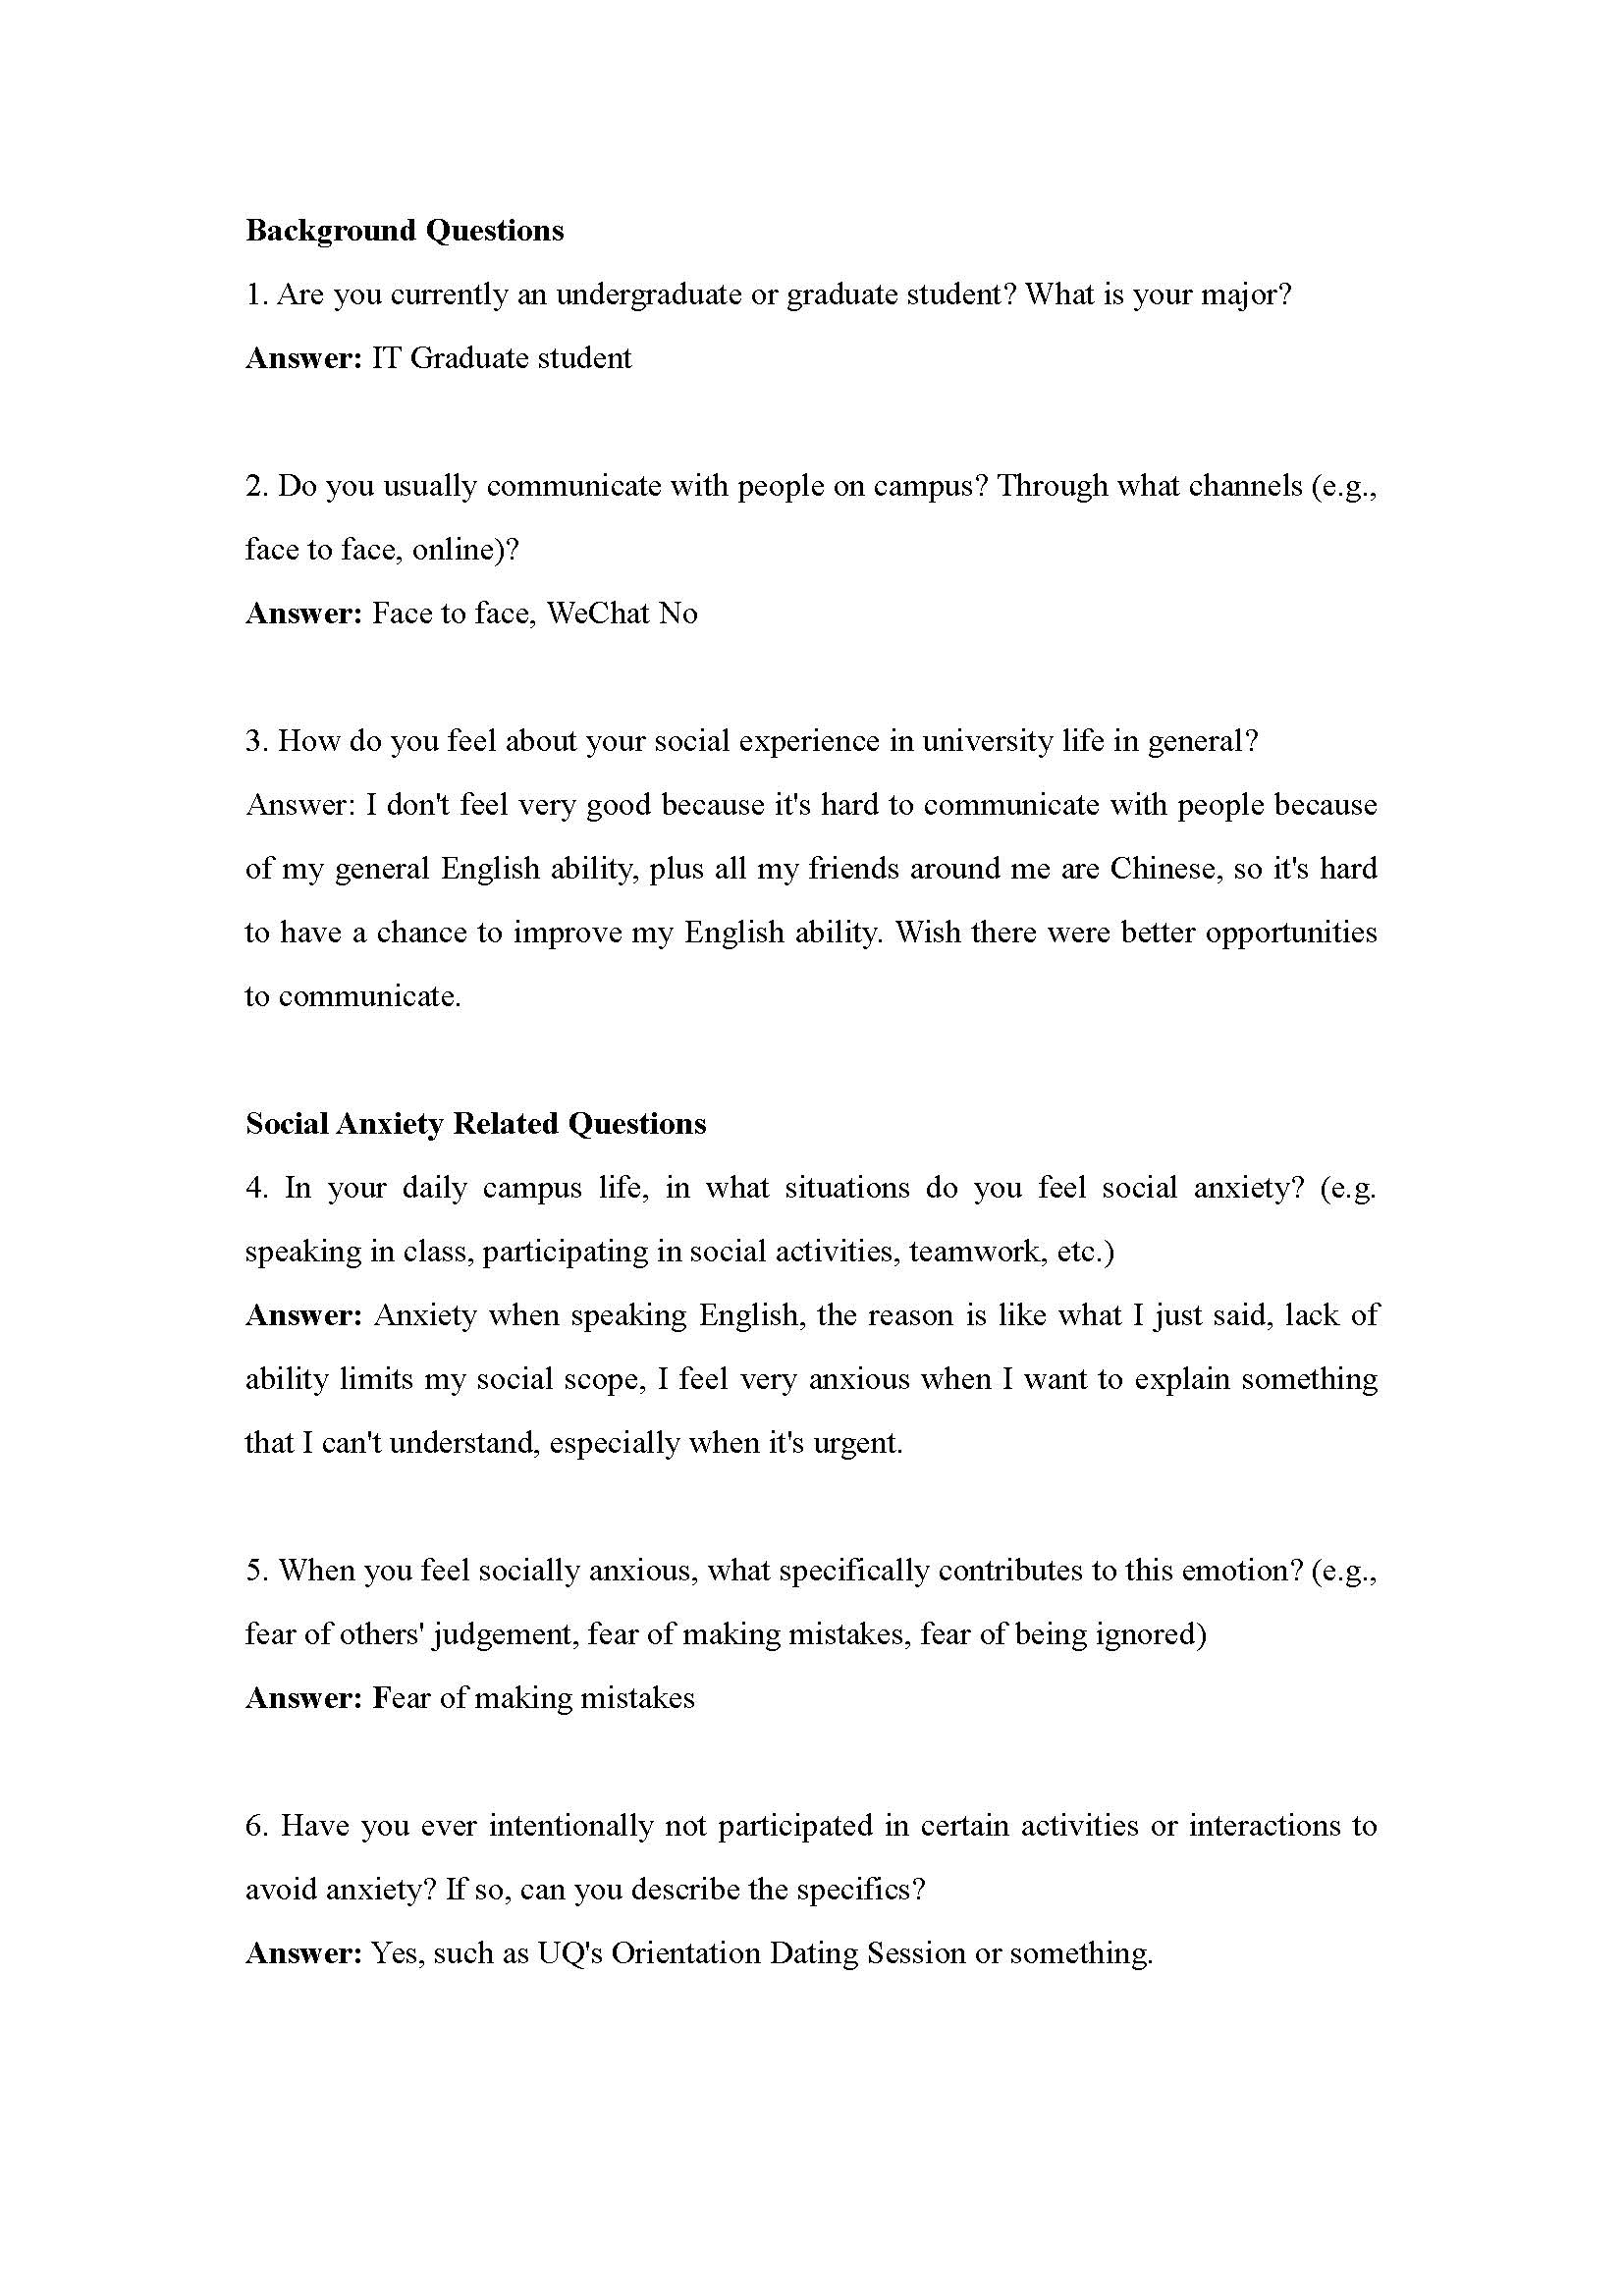 Background Questions
1. Are you currently an undergraduate or graduate student? What is your major?
Answer: IT Graduate student
2. Do you usually communicate with people on campus? Through what channels (e.g.,
face to face, online)?
Answer: Face to face, WeChat No
3. How do you feel about your social experience in university life in general?
Answer: I don't feel very good because it's hard to communicate with people because
of my general English ability, plus all my friends around me are Chinese, so it's hard
to have a chance to improve my English ability. Wish there were better opportunities
to communicate.
Social Anxiety Related Questions
4. In your daily campus life, in what situations do you feel social anxiety? (e.g.
speaking in class, participating in social activities, teamwork, etc.)
Answer: Anxiety when speaking English, the reason is like what I just said, lack of
ability limits my social scope, I feel very anxious when I want to explain something
that I can't understand, especially when it's urgent.
5. When you feel socially anxious, what specifically contributes to this emotion? (e.g.,
fear of others' judgement, fear of making mistakes, fear of being ignored)
Answer: Fear of making mistakes
6. Have you ever intentionally not participated in certain activities or interactions to
avoid anxiety? If so, can you describe the specifics?
Answer: Yes, such as UQ's Orientation Dating Session or something.